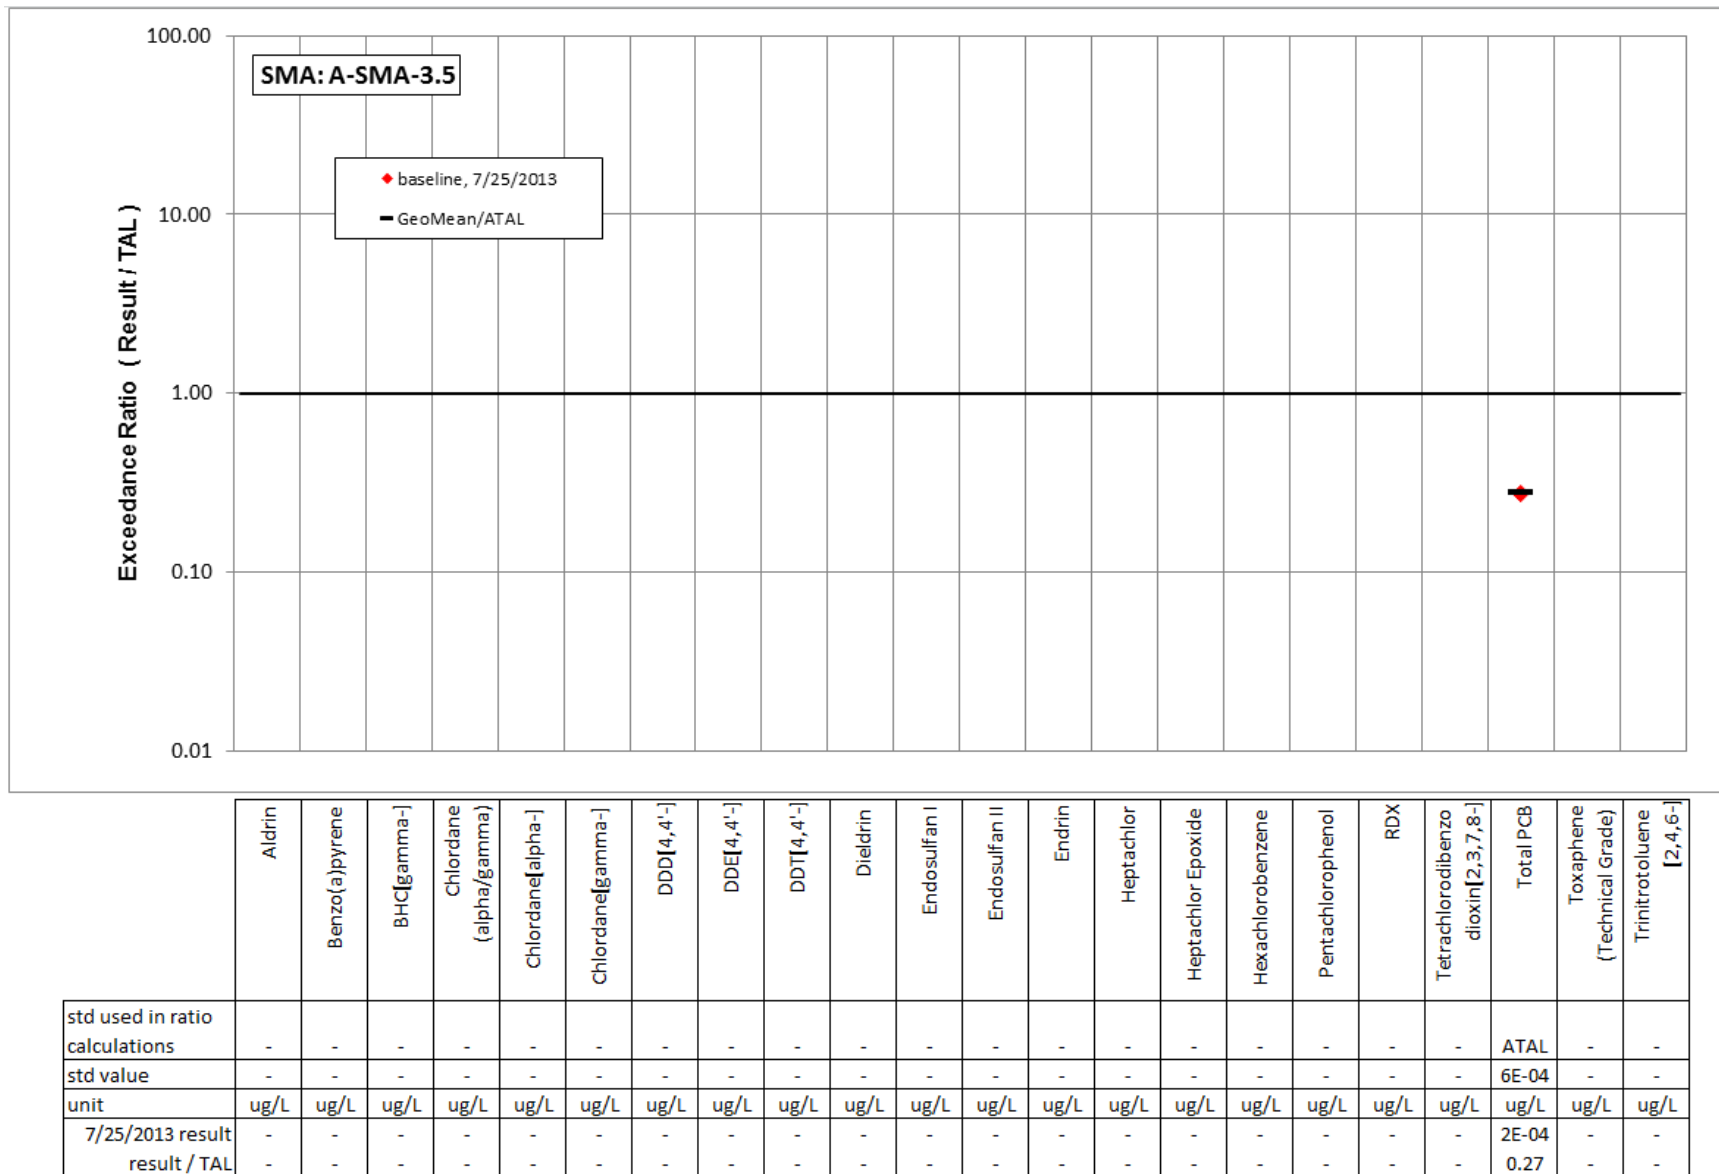 100.00
SMA: A-SMA-3.5
baseline, 7/25/2013
GeoMean/ATAL
10.00
1.00
0.10
0.01
Exceedance Ratio ( Result / TAL )
Aldrin
Benzo(a)pyrene
BHC[gamma-]
Chlordane
(alpha/gamma)
Chlordane[alpha-]
Chlordane[gamma-]
DDD[4,4'-]
DDE[4,4'-]
DDT[4,4'-]
Dieldrin
Endosulfan I
Endosulfan II
Endrin
Heptachlor
Heptachlor Epoxide
Hexachlorobenzene
Pentachlorophenol
RDX
Tetrachlorodibenzo
dioxin[2,3,7,8-]
Total PCB
Toxaphene
(Technical Grade)
Trinitrotoluene
[2,4,6-]
std used in ratio
calculations - - - - - - - - - - - - - - - - - - - ATAL - -
std value - - - - - - - - - - - - - - - - - - - 6E-04 - -
unit ug/L ug/L ug/L ug/L ug/L ug/L ug/L ug/L ug/L ug/L ug/L ug/L ug/L ug/L ug/L ug/L ug/L ug/L ug/L ug/L ug/L ug/L
7/25/2013 result - - - - - - - - - - - - - - - - - - - 2E-04 - -
result / TAL - - - - - - - - - - - - - - - - - - - 0.27 - -